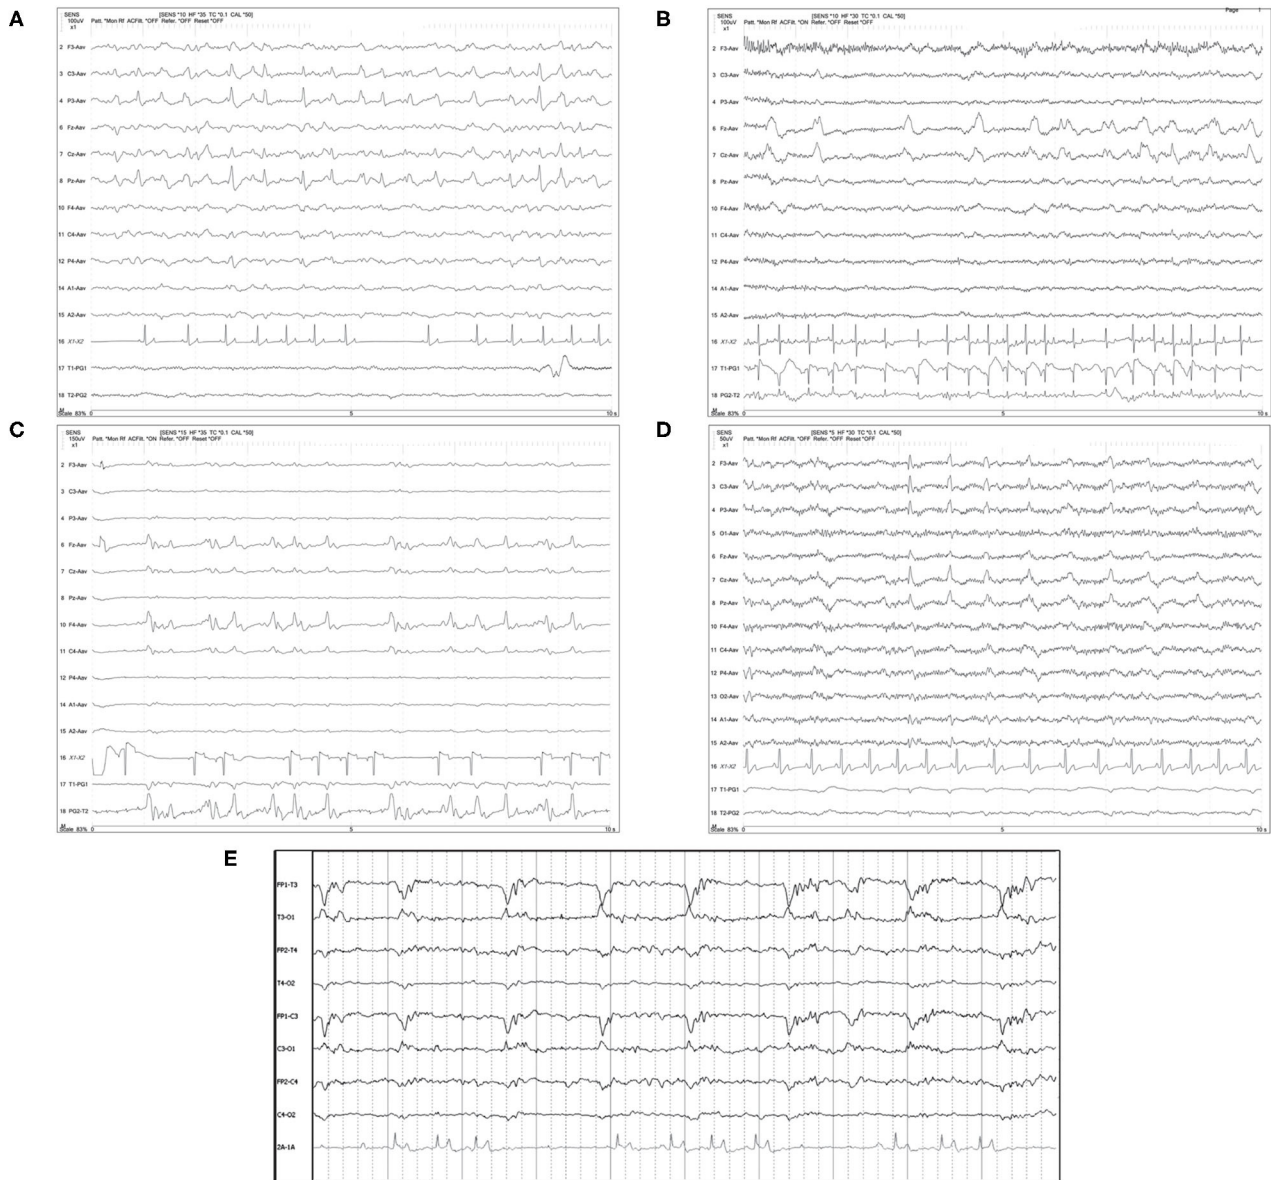 A
SENS [SENS *10 HF *35 TC *0.1 CAL *50]
100uV Patt. *Mon Rf ACFilt. *OFF Refer. *OFF Reset *OFF
x1
2 F3-Aav
3 C3-Aav
4 P3-Aav
6 Fz-Aav
7 Cz-Aav
8 Pz-Aav
10 F4-Aav
11 C4-Aav
12 P4-Aav
14 A1-Aav
15 A2-Aav
16 X1-X2
17 T1-PG1
18 T2-PG2
M
Scale 83% 0 5 10 s
B
Page 1
SENS [SENS *10 HF *30 TC *0.1 CAL *50]
100uV Patt. *Mon Rf ACFilt. *ON Refer. *OFF Reset *OFF
x1
2 F3-Aav
3 C3-Aav
4 P3-Aav
6 Fz-Aav
7 Cz-Aav
8 Pz-Aav
10 F4-Aav
11 C4-Aav
12 P4-Aav
14 A1-Aav
15 A2-Aav
16 X1-X2
17 T1-PG1
18 PG2-T2
M
Scale 83% 0 5 10 s
C
SENS [SENS *15 HF *35 TC *0.1 CAL *50]
150uV Patt. *Mon Rf ACFilt. *ON Refer. *OFF Reset *OFF
x1
2 F3-Aav
3 C3-Aav
4 P3-Aav
6 Fz-Aav
7 Cz-Aav
8 Pz-Aav
10 F4-Aav
11 C4-Aav
12 P4-Aav
14 A1-Aav
15 A2-Aav
16 X1-X2
17 T1-PG1
18 PG2-T2
M
Scale 83% 0 5 10 s
D
SENS [SENS *5 HF *30 TC *0.1 CAL *50]
50uV Patt. *Mon Rf ACFilt. *OFF Refer. *OFF Reset *OFF
x1
2 F3-Aav
3 C3-Aav
4 P3-Aav
5 O1-Aav
6 Fz-Aav
7 Cz-Aav
8 Pz-Aav
10 F4-Aav
11 C4-Aav
12 P4-Aav
13 O2-Aav
14 A1-Aav
15 A2-Aav
16 X1-X2
17 T1-PG1
18 T2-PG2
M
Scale 83% 0 5 10 s
E
FP1-T3
T3-O1
FP2-T4
T4-O2
FP1-C3
C3-O1
FP2-C4
C4-O2
2A-1A